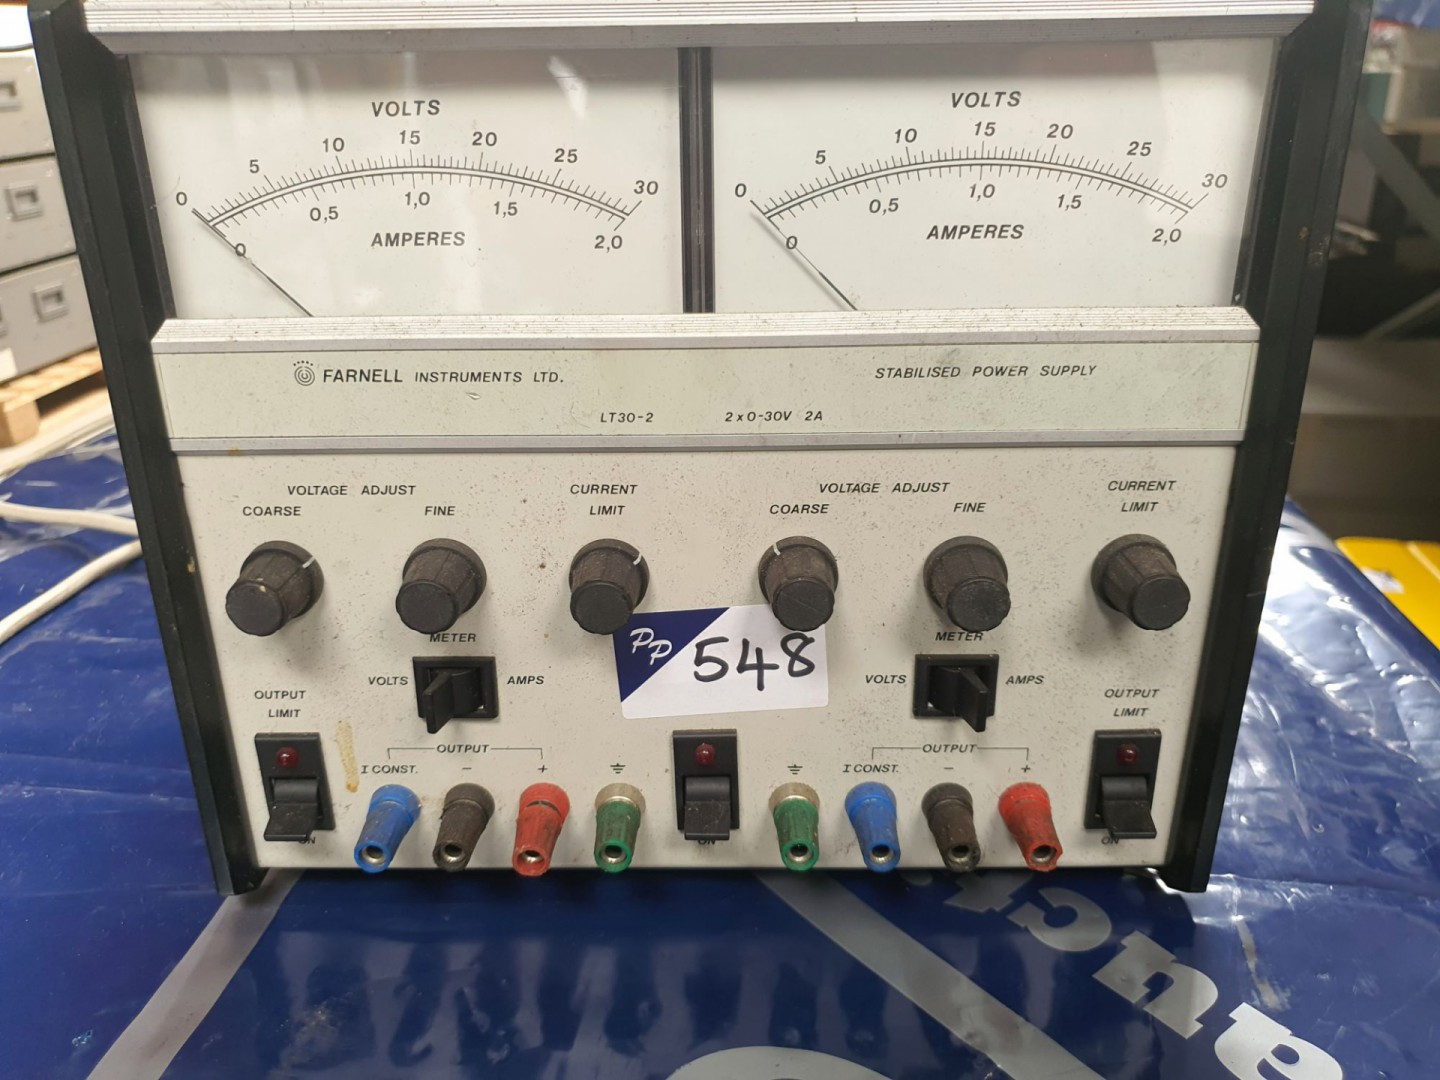 VOLTS
0 5 10 15 20 25 30
0 0,5 1,0 1,5 2,0
AMPERES
VOLTS
0 5 10 15 20 25 30
0 0,5 1,0 1,5 2,0
AMPERES
FARNELL INSTRUMENTS LTD.
STABILISED POWER SUPPLY
LT30-2 2x0-30V 2A
VOLTAGE ADJUST
COARSE FINE
CURRENT
LIMIT
VOLTAGE ADJUST
COARSE FINE
CURRENT
LIMIT
METER
VOLTS AMPS
PP 548
METER
VOLTS AMPS
OUTPUT
LIMIT
ON
OUTPUT
I CONST. - +
ON
OUTPUT
I CONST. - +
OUTPUT
LIMIT
ON